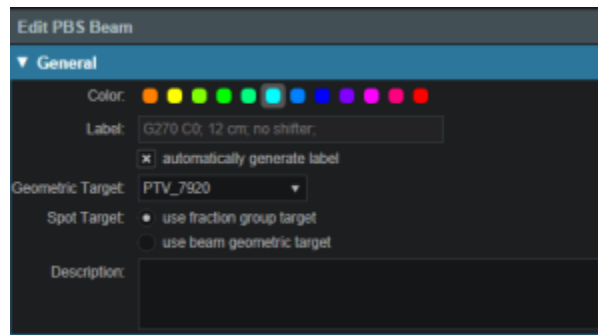 Edit PBS Beam
▼ General
Color:
Label: G270 C0; 12 cm; no shifter;
automatically generate label
Geometric Target: PTV_7920
Spot Target: use fraction group target
use beam geometric target
Description: